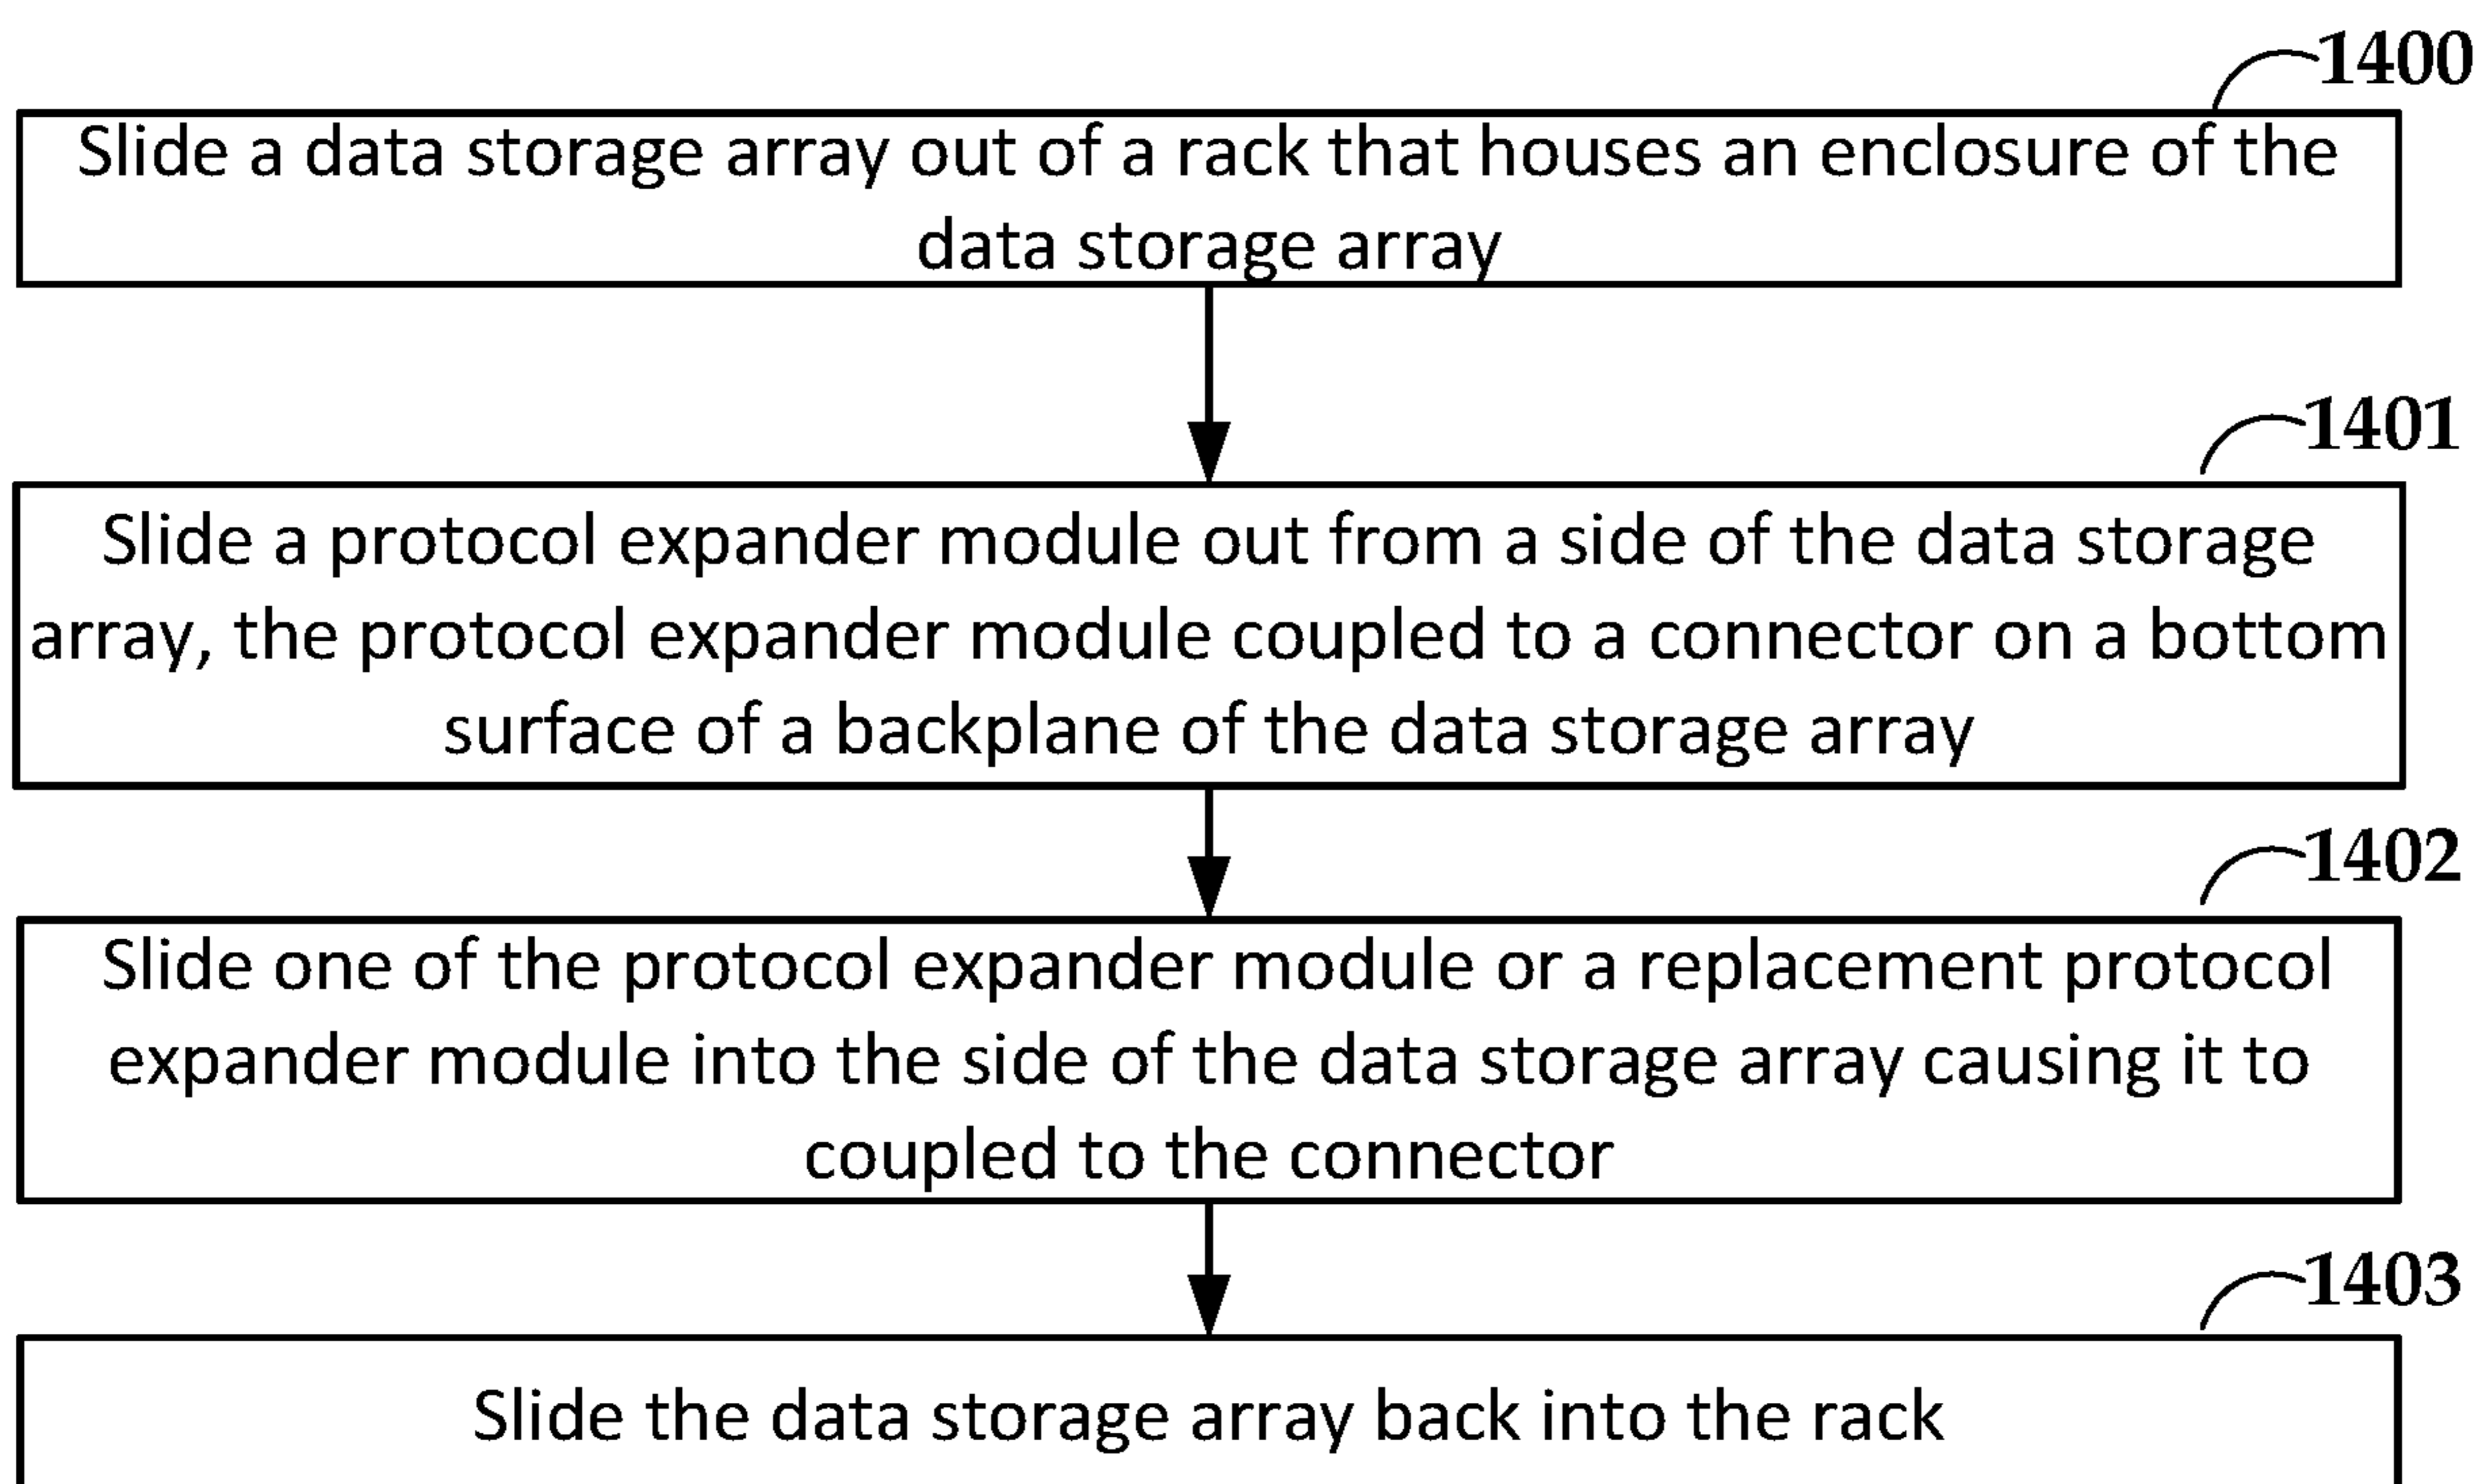 1400
Slide a data storage array out of a rack that houses an enclosure of the
data storage array
1401
Slide a protocol expander module out from a side of the data storage
array, the protocol expander module coupled to a connector on a bottom
surface of a backplane of the data storage array
1402
Slide one of the protocol expander module or a replacement protocol
expander module into the side of the data storage array causing it to
coupled to the connector
1403
Slide the data storage array back into the rack